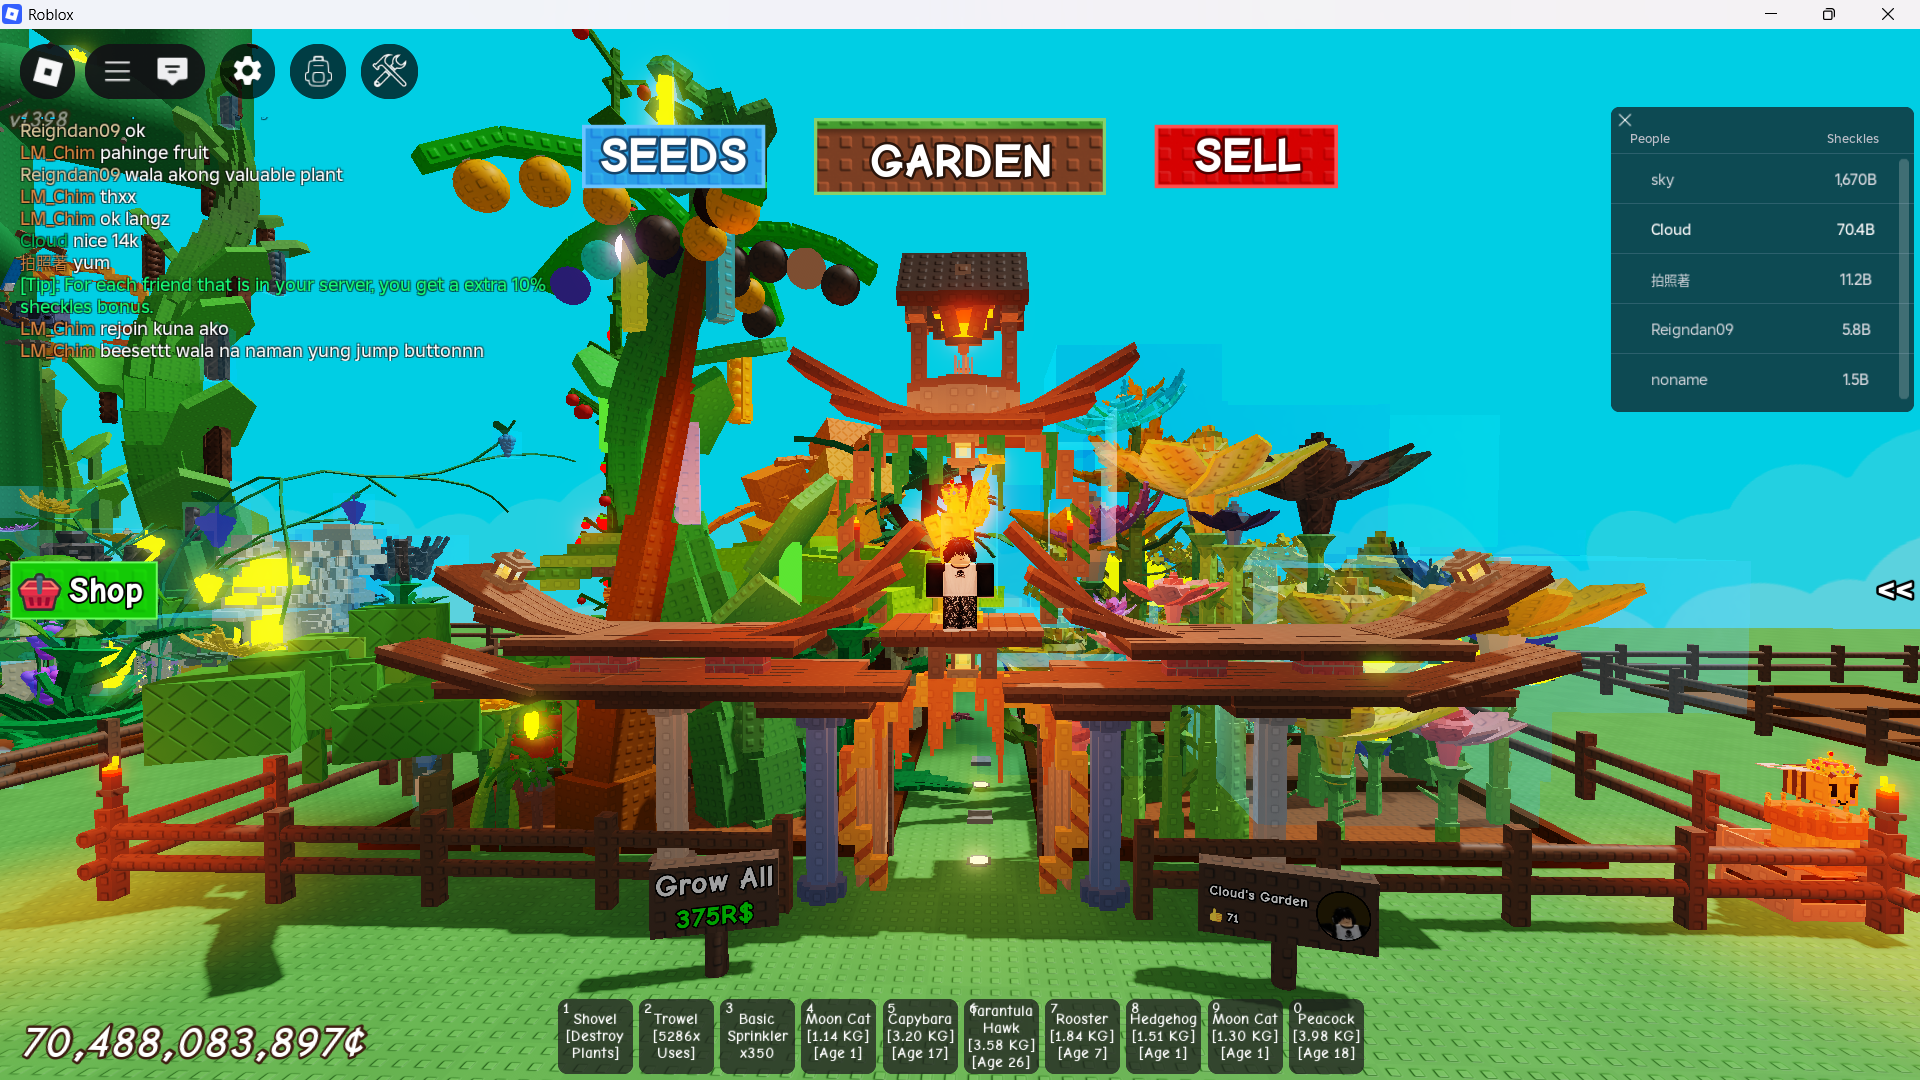 Roblox
v1398
Reigndan09 ok
LM_Chim pahinge fruit
Reigndan09 wala akong valuable plant
LM_Chim thxx
LM_Chim ok langz
Cloud nice 14k
拍照著 yum
[Tip]: For each friend that is in your server, you get a extra 10%
sheckles bonus.
LM_Chim rejoin kuna ako
LM_Chim beesettt wala na naman yung jump buttonnn
SEEDS
GARDEN
SELL
People Sheckles
sky 1,670B
Cloud 70.4B
拍照著 11.2B
Reigndan09 5.8B
noname 1.5B
Shop
<<
Grow All
375R$
Cloud's Garden
71
70,488,083,897¢
1
Shovel
[Destroy
Plants]
2
Trowel
[5286x
Uses]
3
Basic
Sprinkler
x350
4
Moon Cat
[1.14 KG]
[Age 1]
5
Capybara
[3.20 KG]
[Age 17]
6
Tarantula
Hawk
[3.58 KG]
[Age 26]
7
Rooster
[1.84 KG]
[Age 7]
8
Hedgehog
[1.51 KG]
[Age 1]
9
Moon Cat
[1.30 KG]
[Age 1]
0
Peacock
[3.98 KG]
[Age 18]